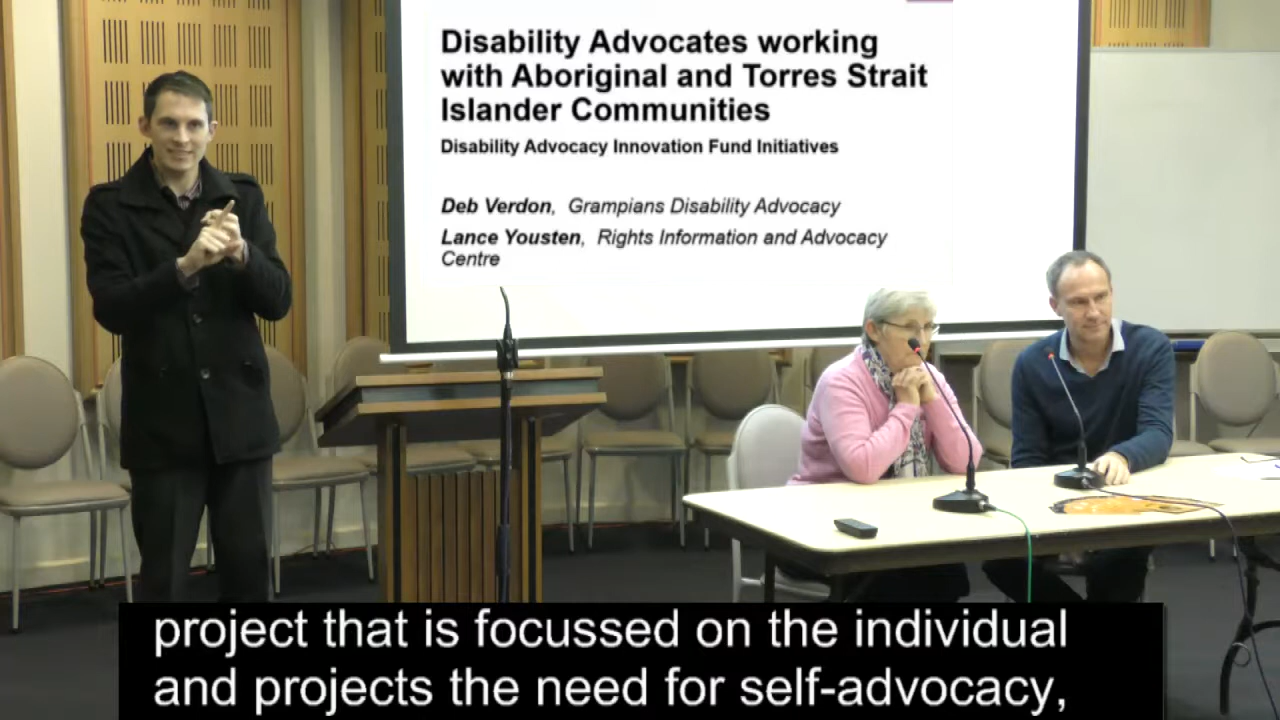 Disability Advocates working
with Aboriginal and Torres Strait
Islander Communities
Disability Advocacy Innovation Fund Initiatives
Deb Verdon, Grampians Disability Advocacy
Lance Yousten, Rights Information and Advocacy
Centre
project that is focussed on the individual
and projects the need for self-advocacy,